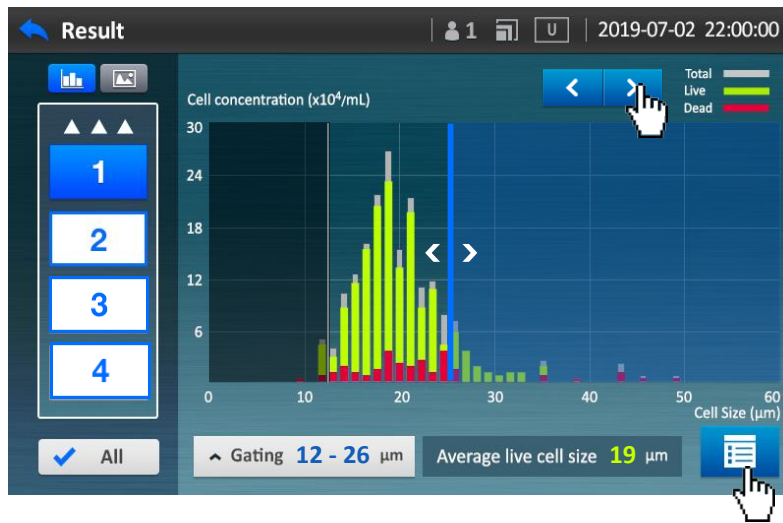 Result 1 U 2019-07-02 22:00:00
Total
Live
Dead
Cell concentration (x10⁴/mL)
1
2
3
4
All
30
24
18
12
6
0 10 20 30 40 50 60
Cell Size (μm)
Gating 12 - 26 μm Average live cell size 19 μm